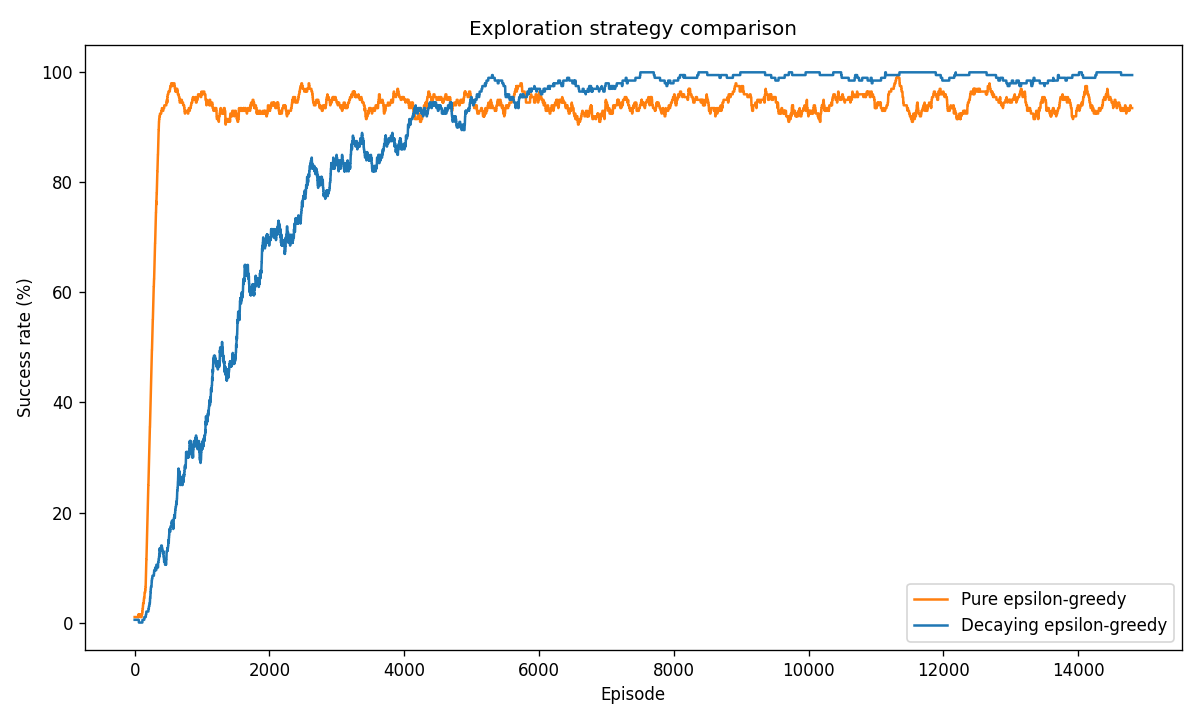 Exploration strategy comparison
100
80
60
40
20
0
Success rate (%)
0 2000 4000 6000 8000 10000 12000 14000
Episode
Pure epsilon-greedy
Decaying epsilon-greedy